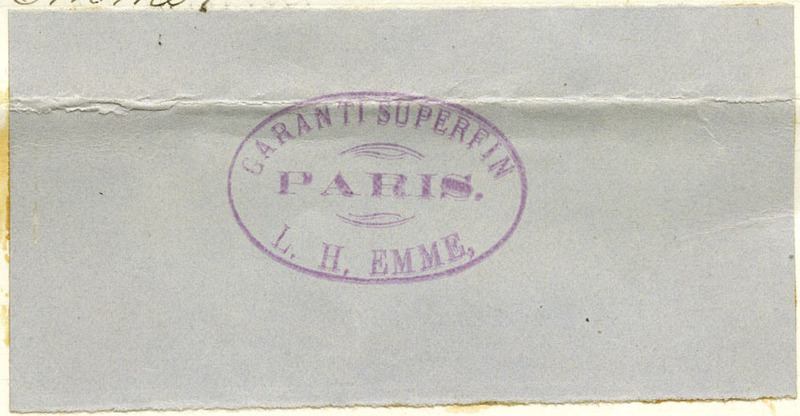 GARANTI SUPERFIN
PARIS.
L. H. EMME,